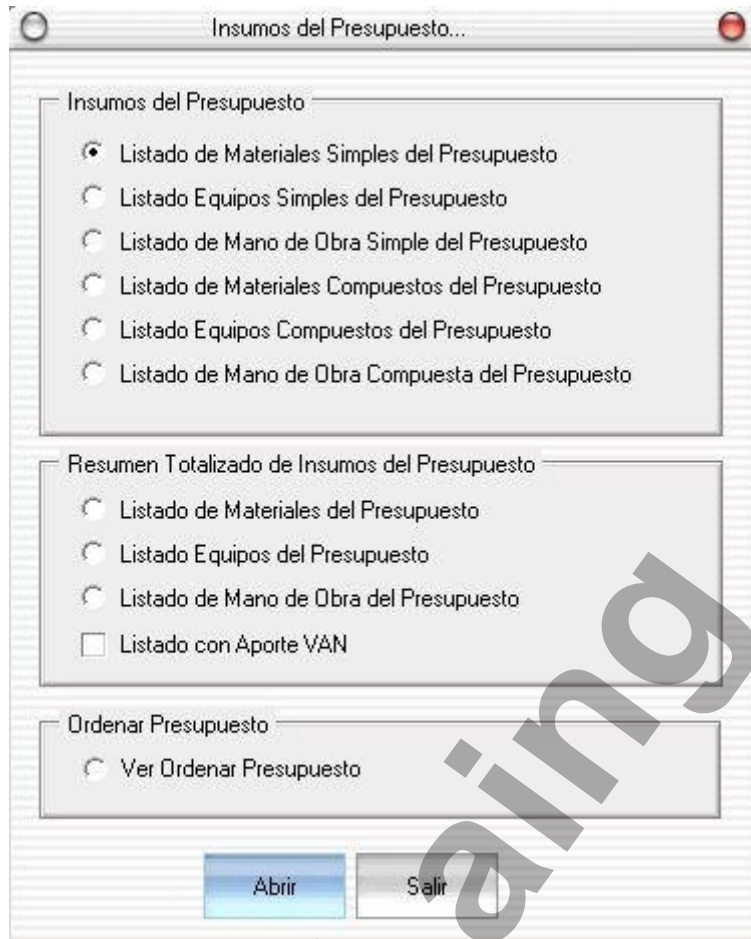 Insumos del Presupuesto...
Insumos del Presupuesto
Listado de Materiales Simples del Presupuesto
Listado Equipos Simples del Presupuesto
Listado de Mano de Obra Simple del Presupuesto
Listado de Materiales Compuestos del Presupuesto
Listado Equipos Compuestos del Presupuesto
Listado de Mano de Obra Compuesta del Presupuesto
Resumen Totalizado de Insumos del Presupuesto
Listado de Materiales del Presupuesto
Listado Equipos del Presupuesto
Listado de Mano de Obra del Presupuesto
Listado con Aporte VAN
Ordenar Presupuesto
Ver Ordenar Presupuesto
Abrir Salir
aing